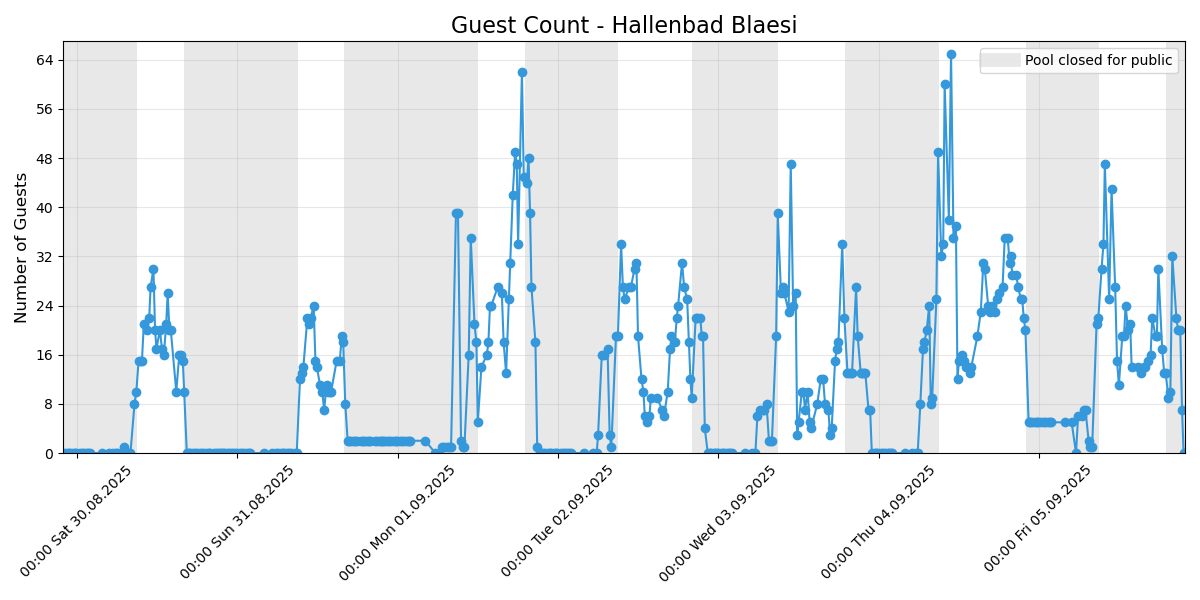 Guest Count - Hallenbad Blaesi
Pool closed for public
Number of Guests
64
56
48
40
32
24
16
8
0
00:00 Sat 30.08.2025
00:00 Sun 31.08.2025
00:00 Mon 01.09.2025
00:00 Tue 02.09.2025
00:00 Wed 03.09.2025
00:00 Thu 04.09.2025
00:00 Fri 05.09.2025